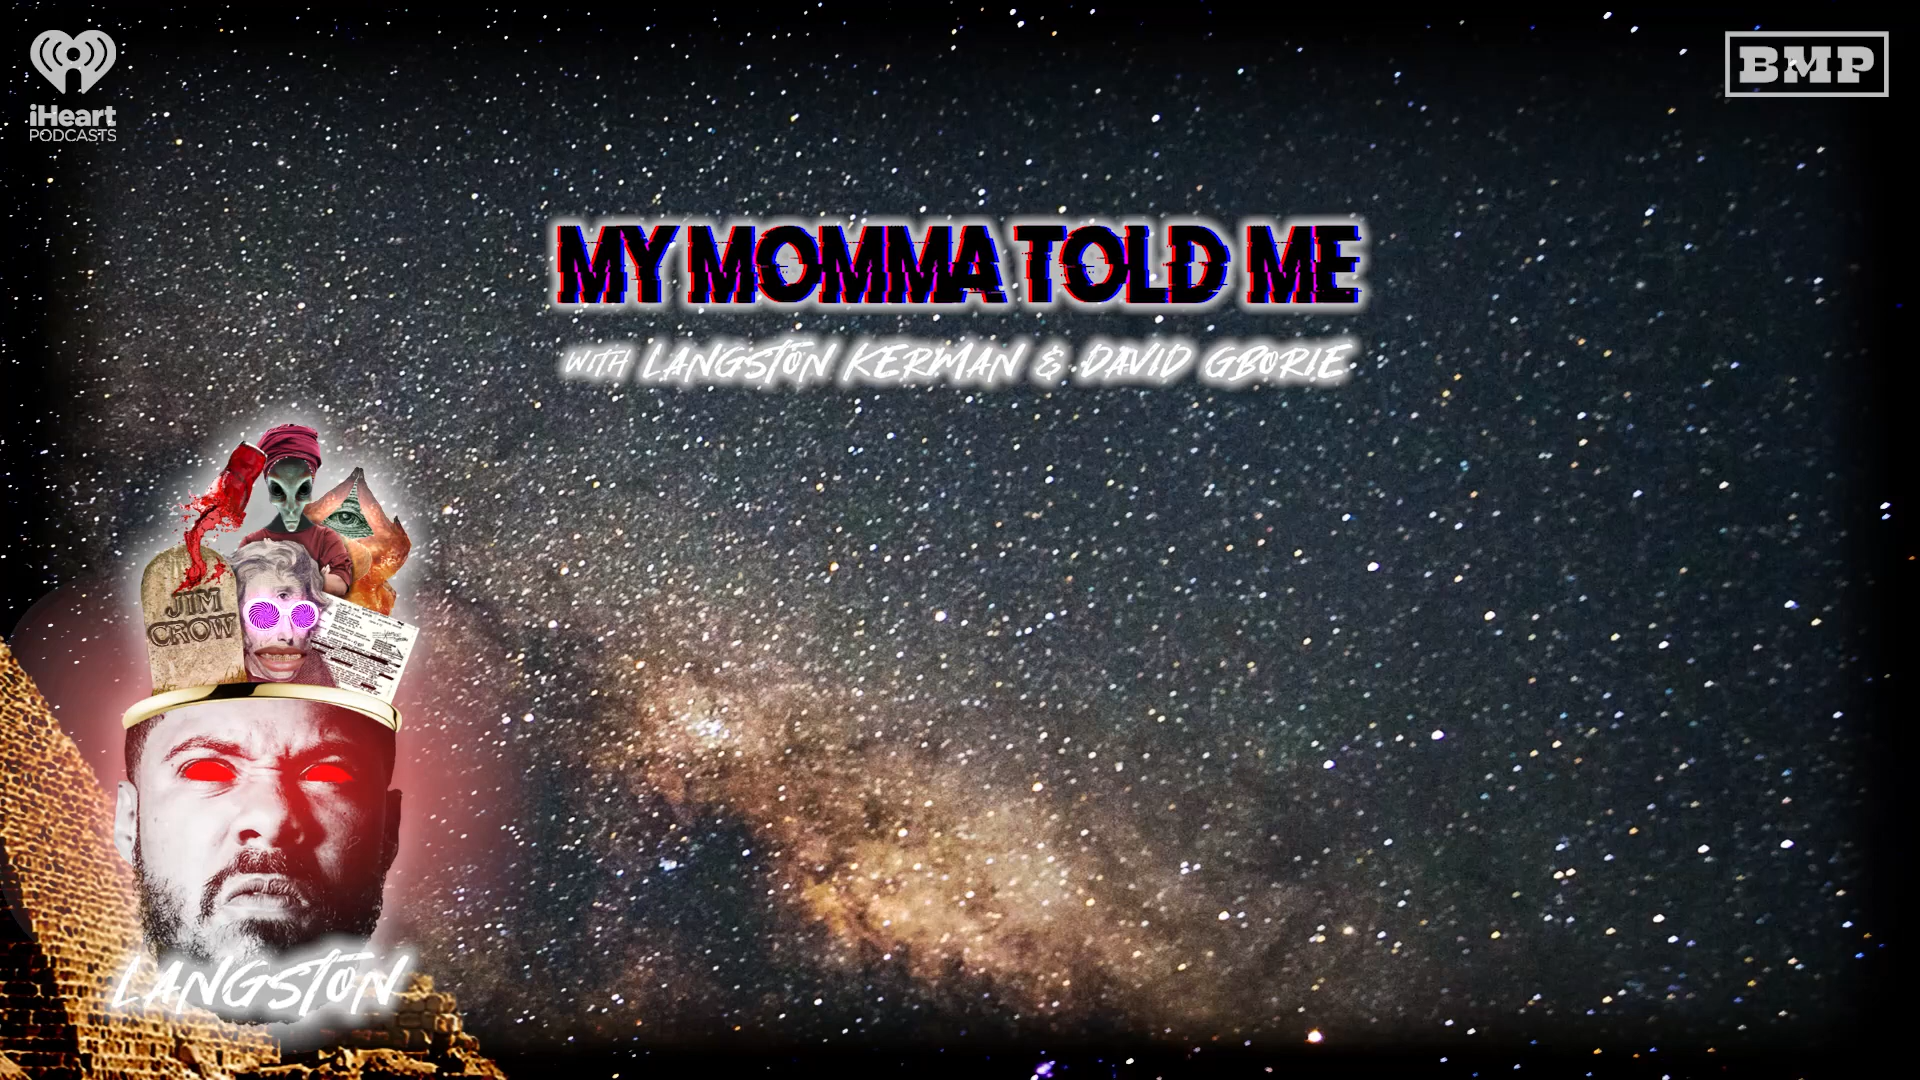 iHeart
PODCASTS
BMP
MY MOMMA TOLD ME
WITH LANGSTON KERMAN & DAVID GBORIE
JIM
CROW
LANGSTON